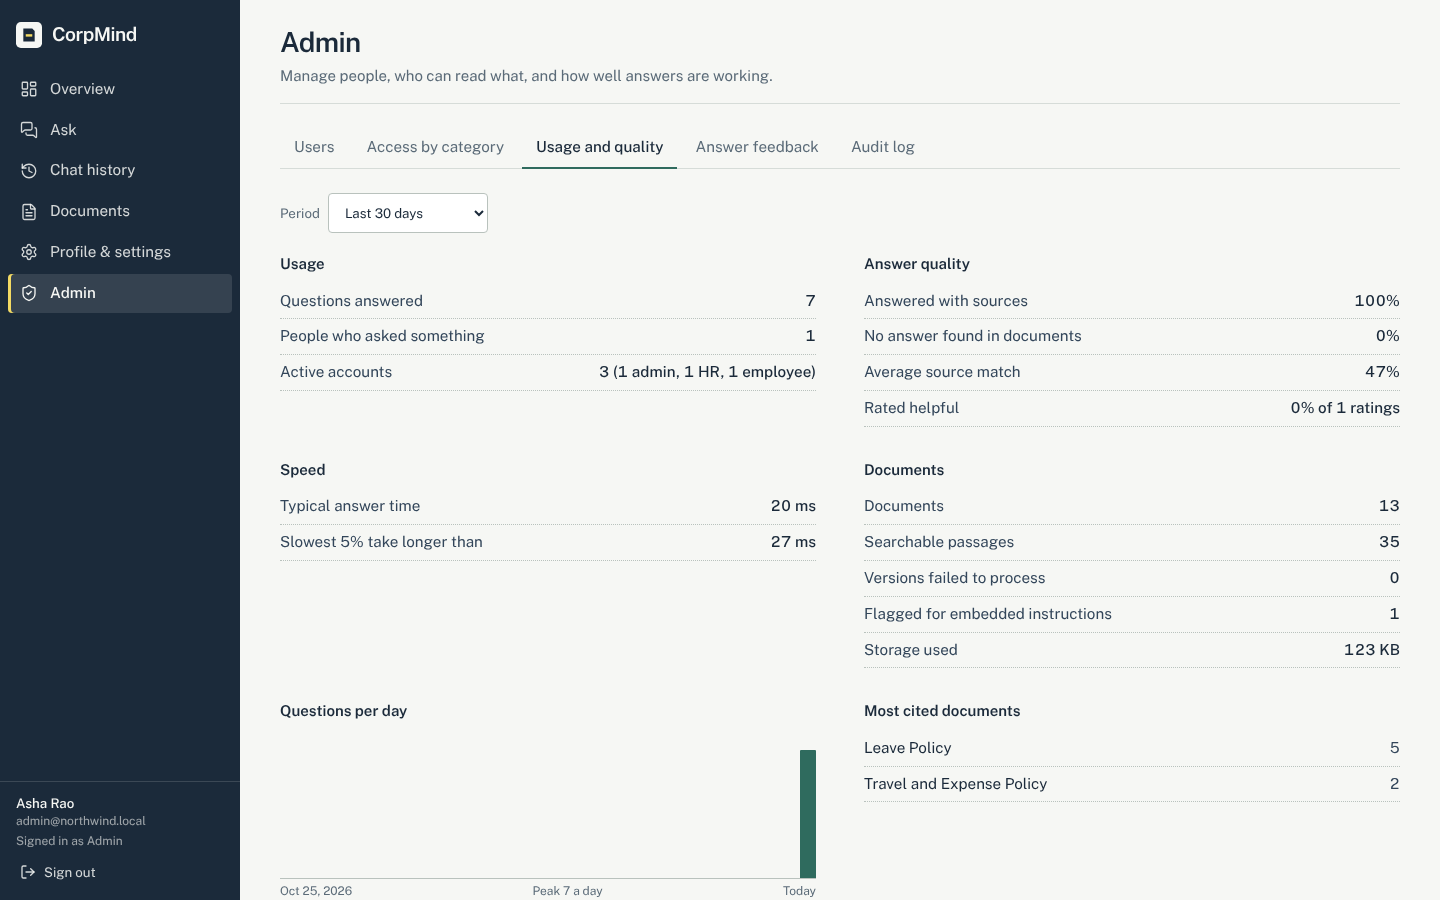 CorpMind
Overview
Ask
Chat history
Documents
Profile & settings
Admin
Asha Rao
admin@northwind.local
Signed in as Admin
Sign out
Admin
Manage people, who can read what, and how well answers are working.
Users
Access by category
Usage and quality
Answer feedback
Audit log
Period
Last 30 days
Usage
Questions answered 7
People who asked something 1
Active accounts 3 (1 admin, 1 HR, 1 employee)
Answer quality
Answered with sources 100%
No answer found in documents 0%
Average source match 47%
Rated helpful 0% of 1 ratings
Speed
Typical answer time 20 ms
Slowest 5% take longer than 27 ms
Documents
Documents 13
Searchable passages 35
Versions failed to process 0
Flagged for embedded instructions 1
Storage used 123 KB
Questions per day
Oct 25, 2026 Peak 7 a day Today
Most cited documents
Leave Policy 5
Travel and Expense Policy 2